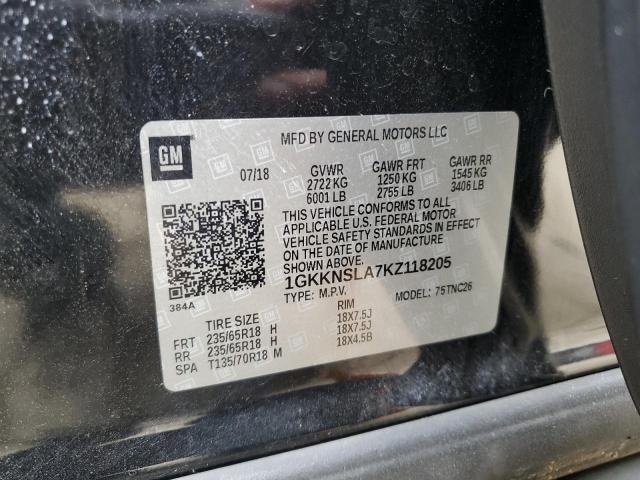 GM
MFD BY GENERAL MOTORS LLC
07/18 GVWR GAWR FRT GAWR RR
2722 KG 1250 KG 1545 KG
6001 LB 2755 LB 3406 LB
THIS VEHICLE CONFORMS TO ALL
APPLICABLE U.S. FEDERAL MOTOR
VEHICLE SAFETY STANDARDS IN EFFECT
ON THE DATE OF MANUFACTURE
SHOWN ABOVE.
384A 1GKKNSLA7KZ118205
TYPE: M.P.V. MODEL: 75TNC26
TIRE SIZE RIM
FRT 235/65R18 H 18X7.5J
RR 235/65R18 H 18X7.5J
SPA T135/70R18 M 18X4.5B